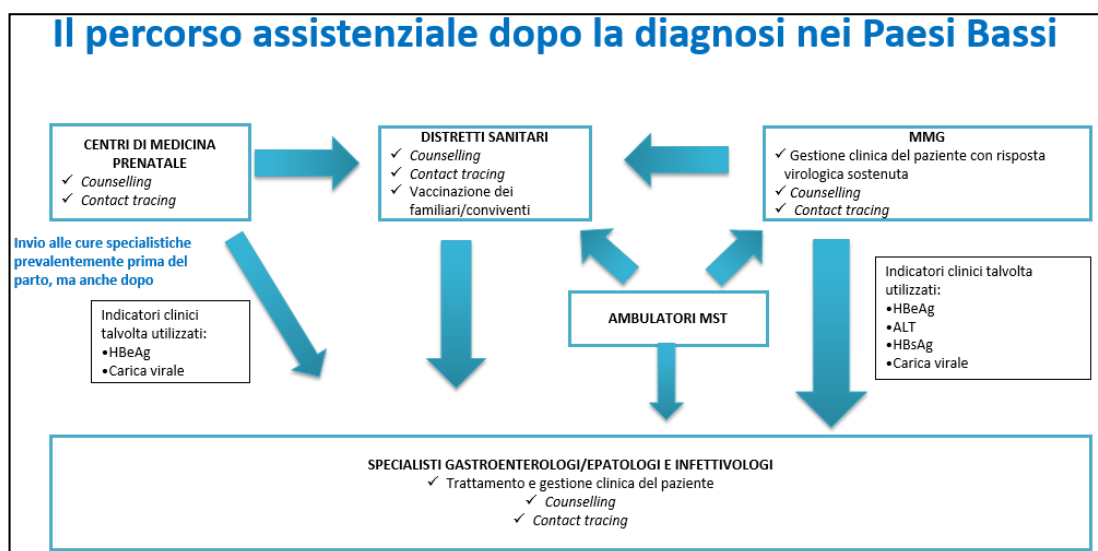 Il percorso assistenziale dopo la diagnosi nei Paesi Bassi
CENTRI DI MEDICINA
PRENATALE
✓ Counselling
✓ Contact tracing
DISTRETTI SANITARI
✓ Counselling
✓ Contact tracing
✓ Vaccinazione dei
familiari/conviventi
MMG
✓ Gestione clinica del paziente con risposta
virologica sostenuta
✓ Counselling
✓ Contact tracing
Invio alle cure specialistiche
prevalentemente prima del
parto, ma anche dopo
Indicatori clinici
talvolta utilizzati:
•HBeAg
•Carica virale
AMBULATORI MST
Indicatori clinici talvolta
utilizzati:
•HBeAg
•ALT
•HBsAg
•Carica virale
SPECIALISTI GASTROENTEROLOGI/EPATOLOGI E INFETTIVOLOGI
✓ Trattamento e gestione clinica del paziente
✓ Counselling
✓ Contact tracing